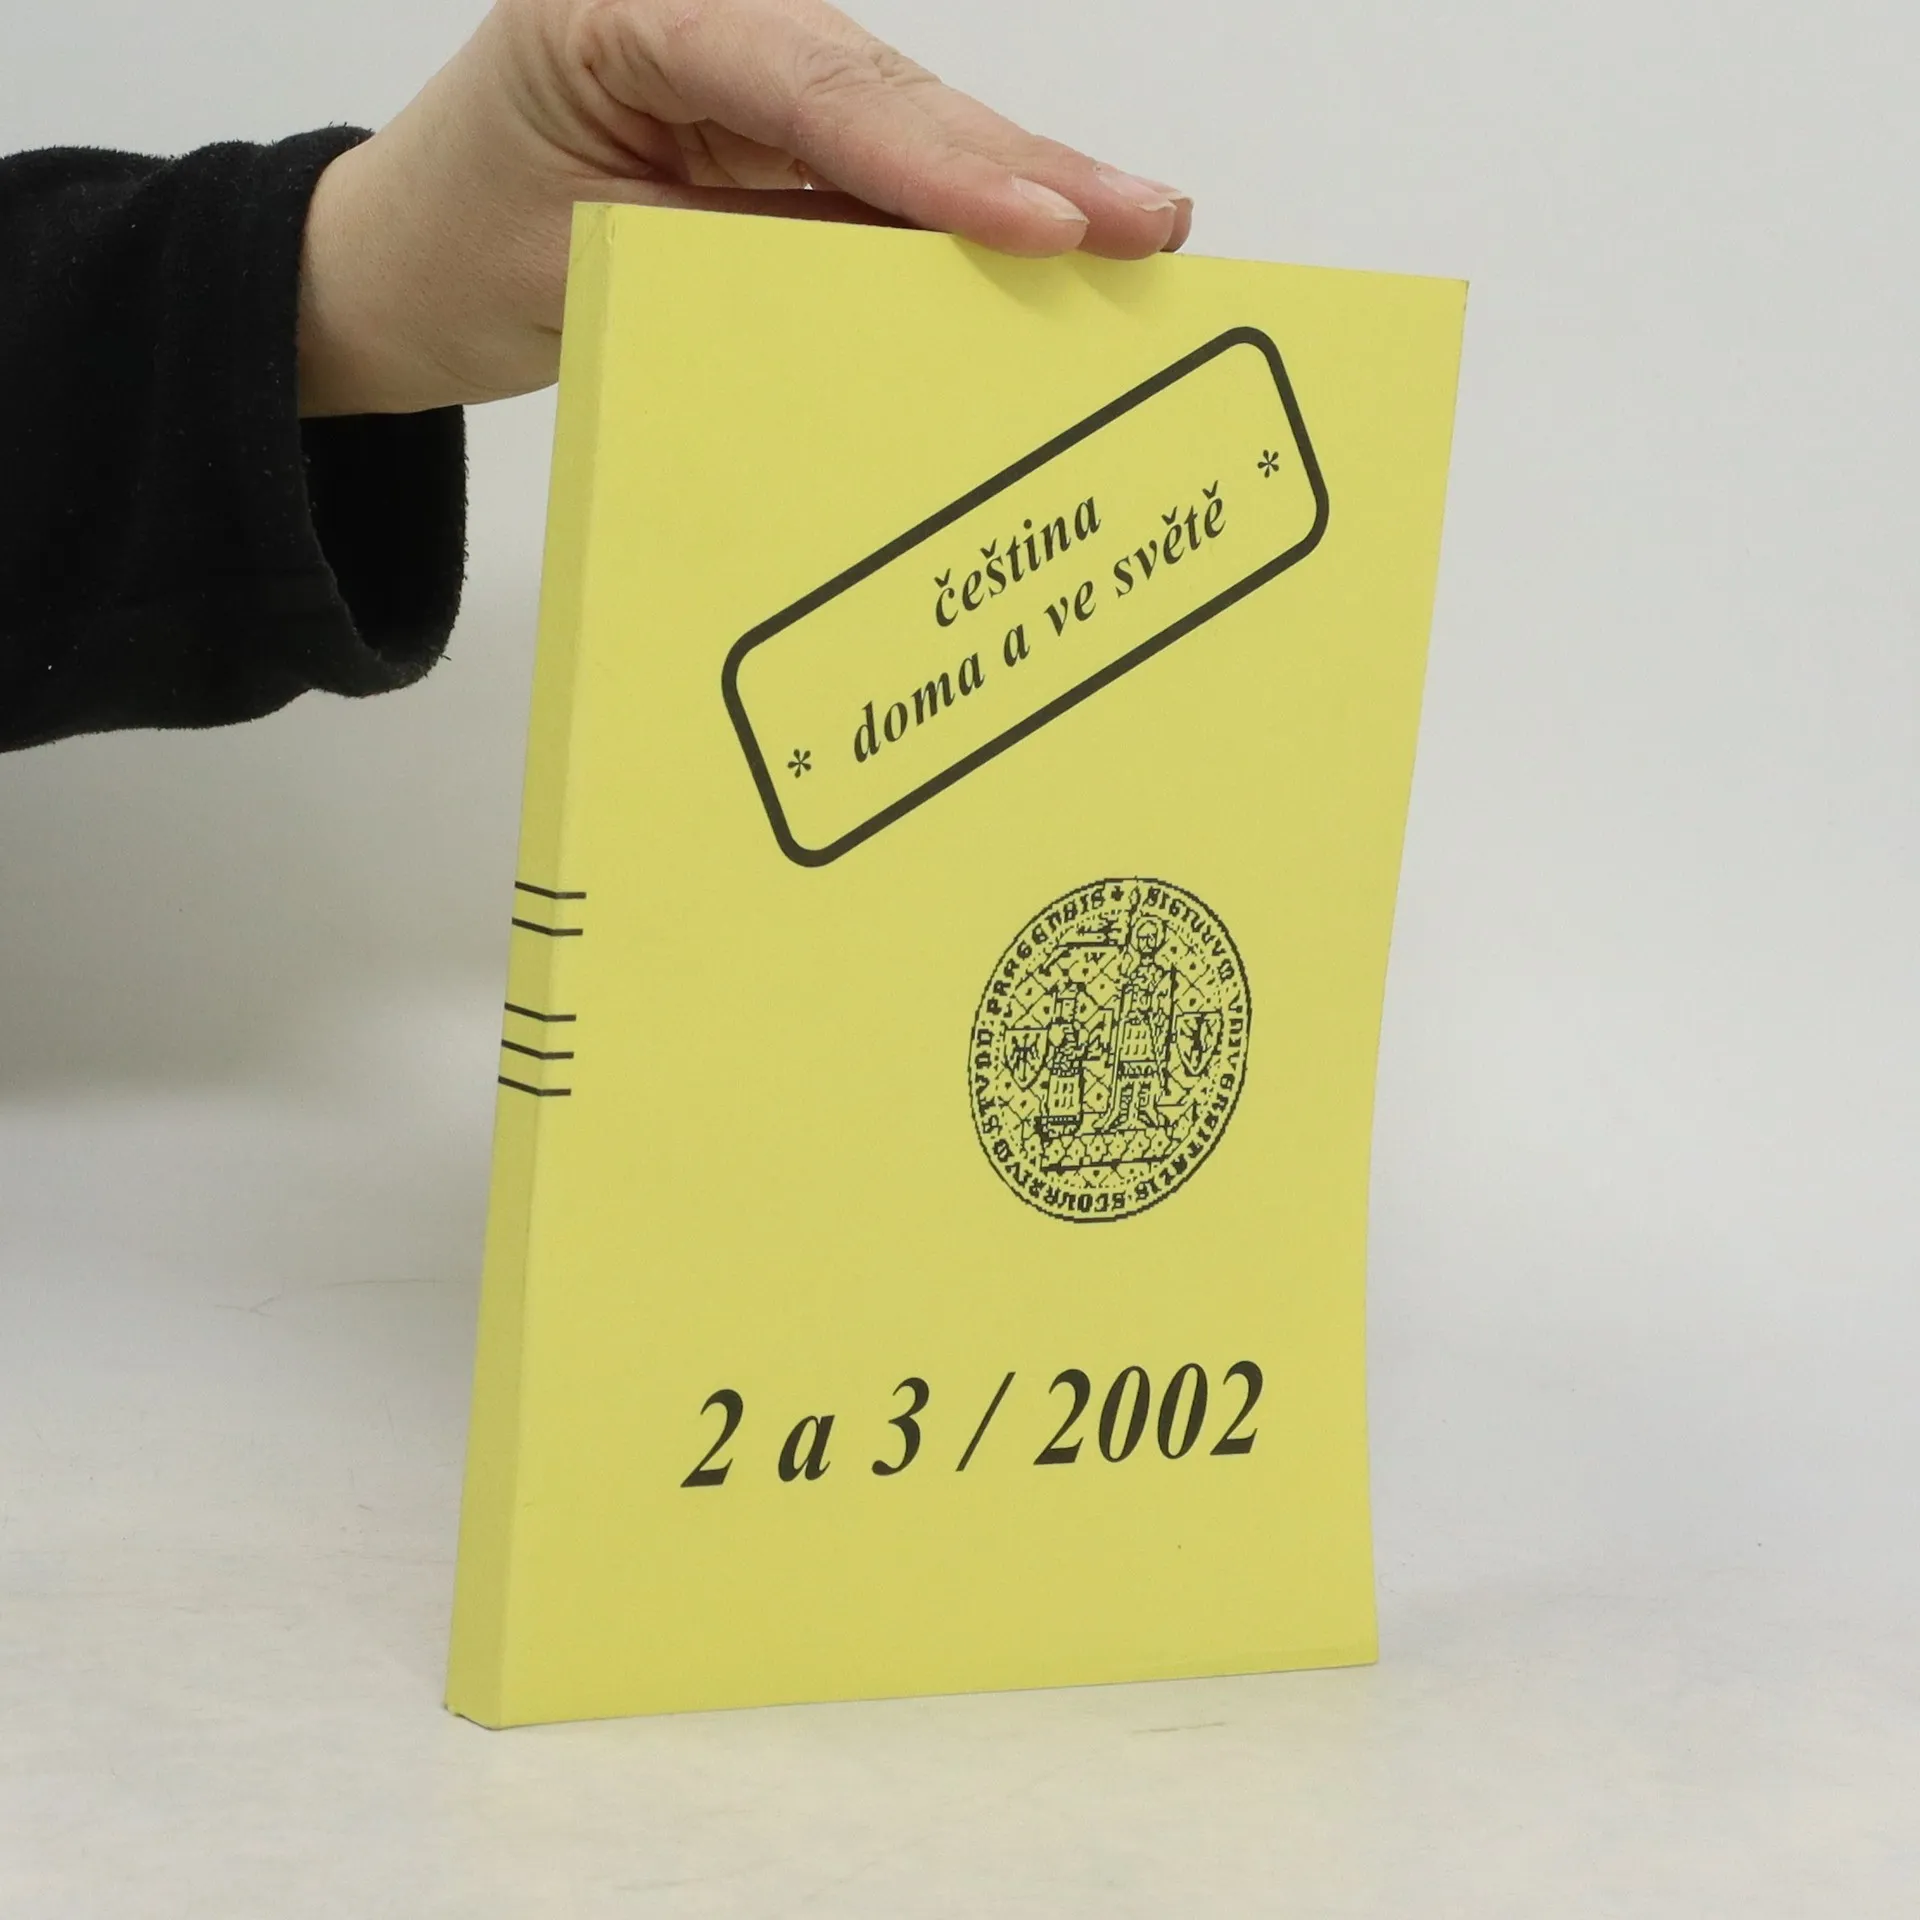 čeština
* doma a ve světě *
2 a 3 / 2002